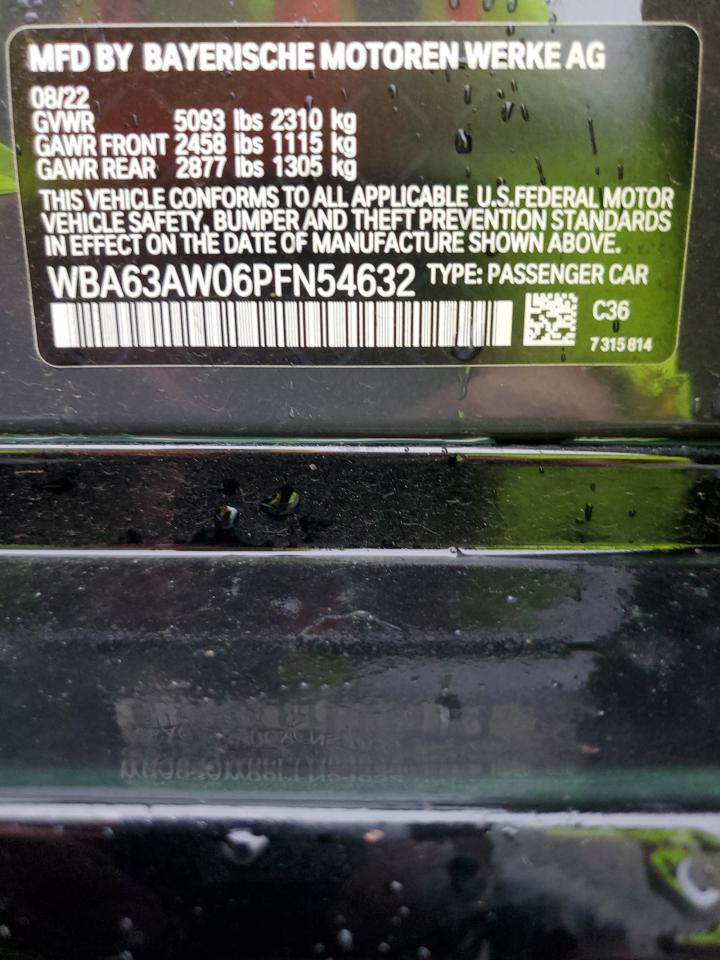 MFD BY BAYERISCHE MOTOREN WERKE AG
08/22
GVWR 5093 lbs 2310 kg
GAWR FRONT 2458 lbs 1115 kg
GAWR REAR 2877 lbs 1305 kg
THIS VEHICLE CONFORMS TO ALL APPLICABLE U.S.FEDERAL MOTOR
VEHICLE SAFETY, BUMPER AND THEFT PREVENTION STANDARDS
IN EFFECT ON THE DATE OF MANUFACTURE SHOWN ABOVE.
WBA63AW06PFN54632 TYPE: PASSENGER CAR
C36
7 315 814